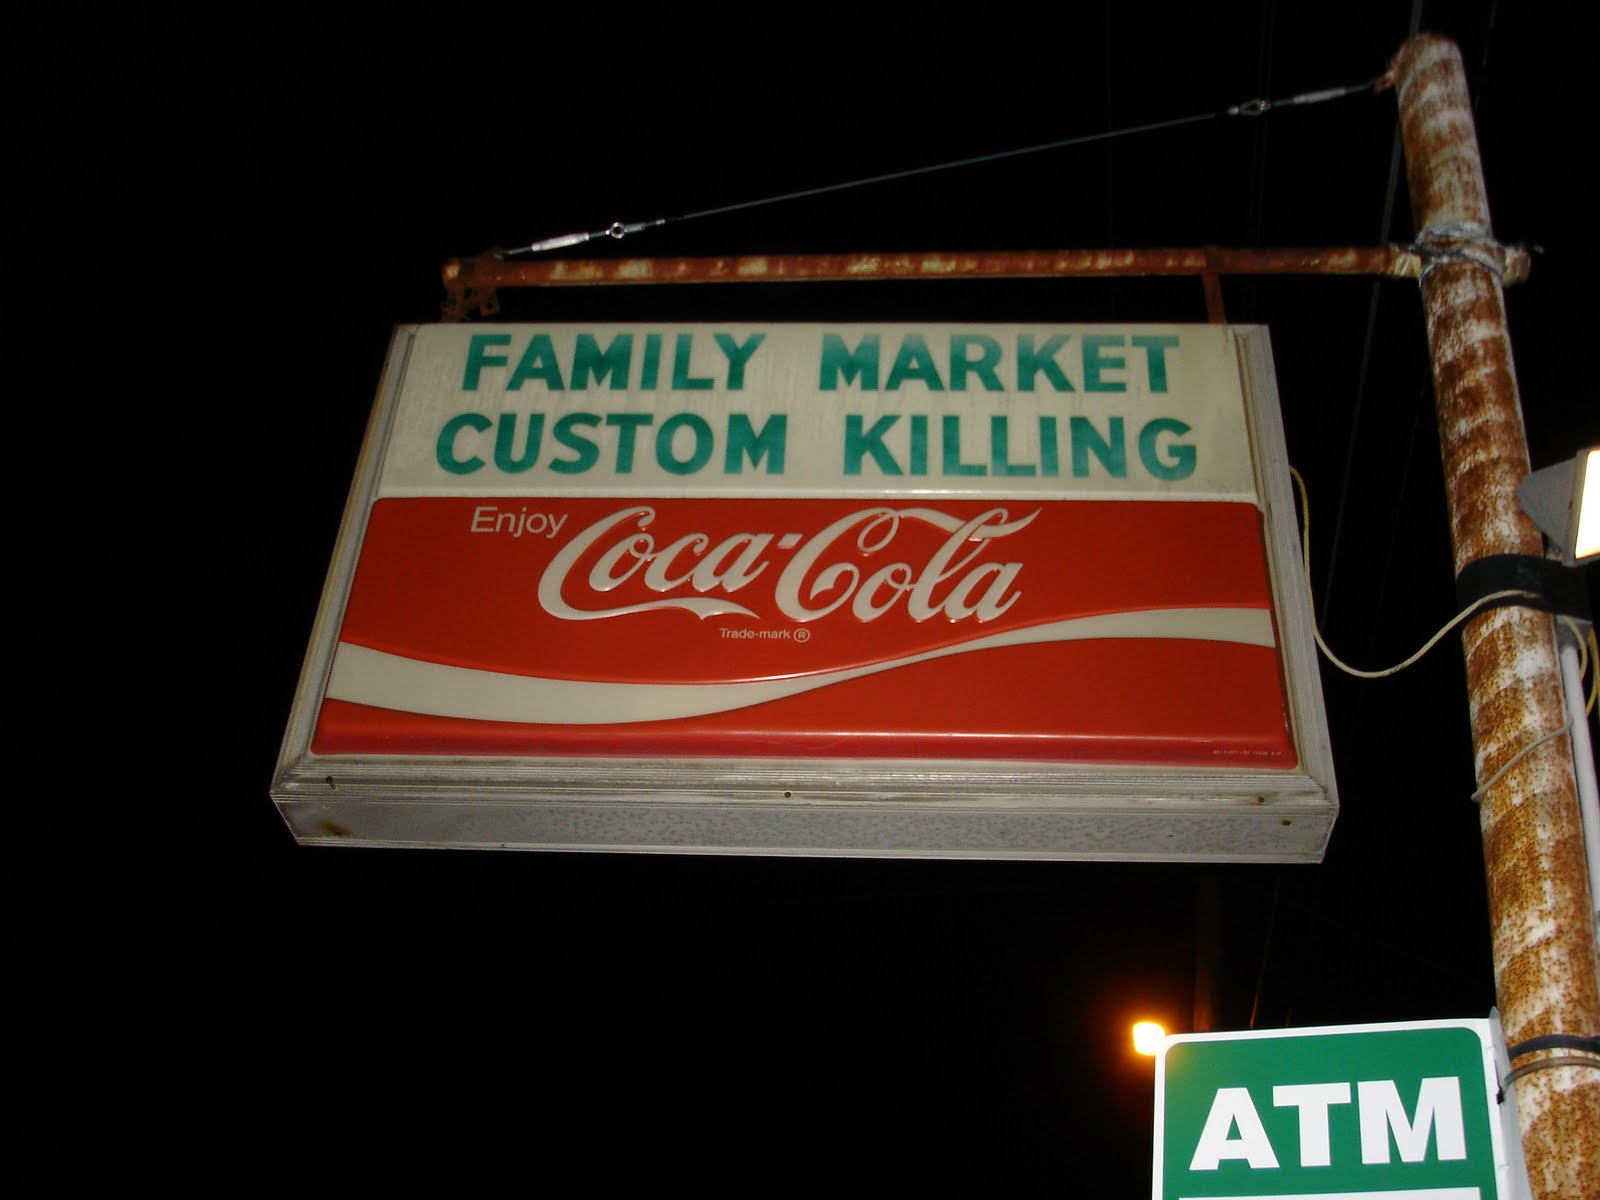 FAMILY MARKET
CUSTOM KILLING
Enjoy Coca-Cola
Trade-mark ®
ATM